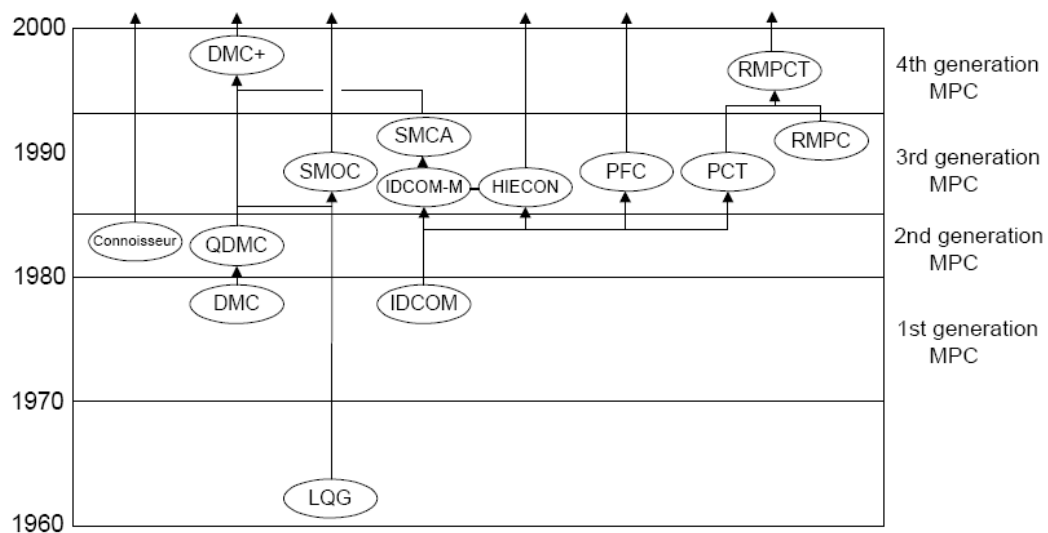 2000
DMC+
RMPCT
4th generation
MPC
SMCA
RMPC
1990
SMOC
IDCOM-M
HIECON
PFC
PCT
3rd generation
MPC
Connoisseur
QDMC
2nd generation
MPC
1980
DMC
IDCOM
1st generation
MPC
1970
LQG
1960